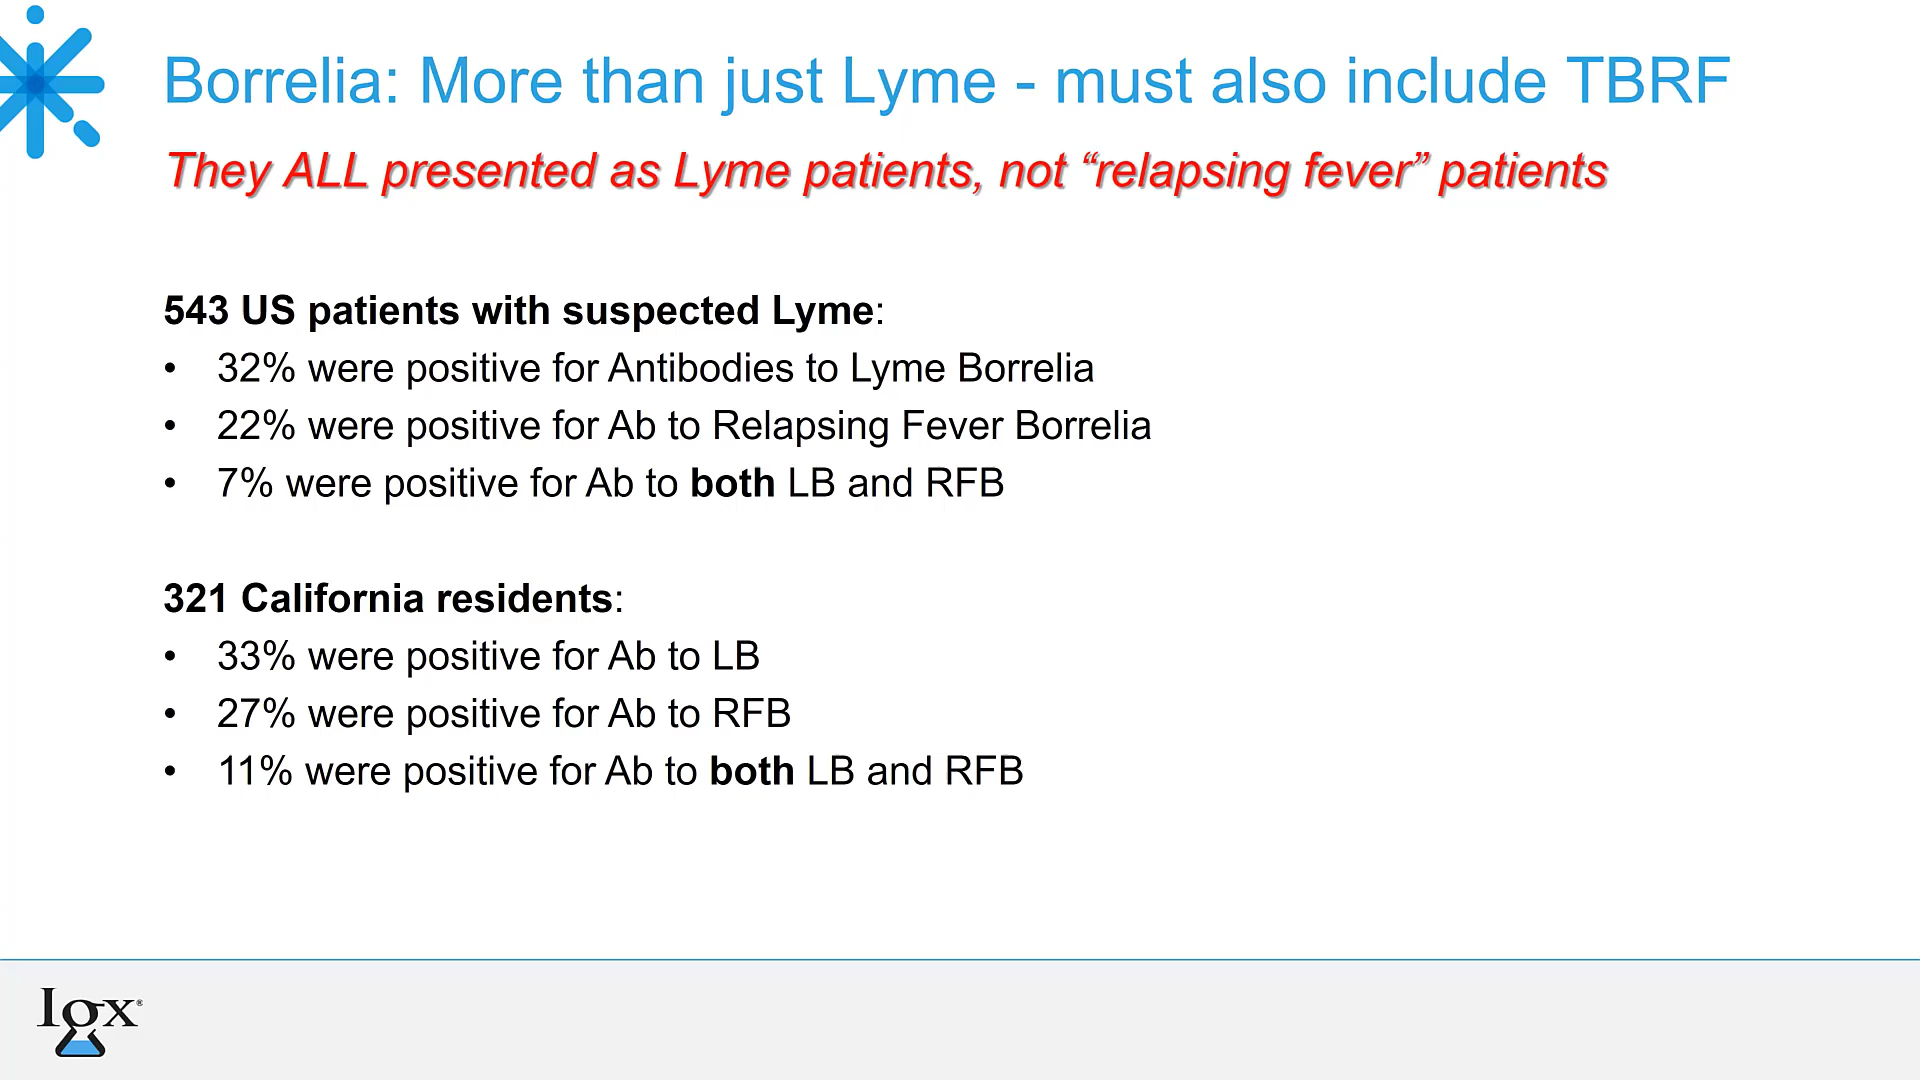 Borrelia: More than just Lyme - must also include TBRF
They ALL presented as Lyme patients, not “relapsing fever” patients
543 US patients with suspected Lyme:
• 32% were positive for Antibodies to Lyme Borrelia
• 22% were positive for Ab to Relapsing Fever Borrelia
• 7% were positive for Ab to both LB and RFB
321 California residents:
• 33% were positive for Ab to LB
• 27% were positive for Ab to RFB
• 11% were positive for Ab to both LB and RFB
Igx®